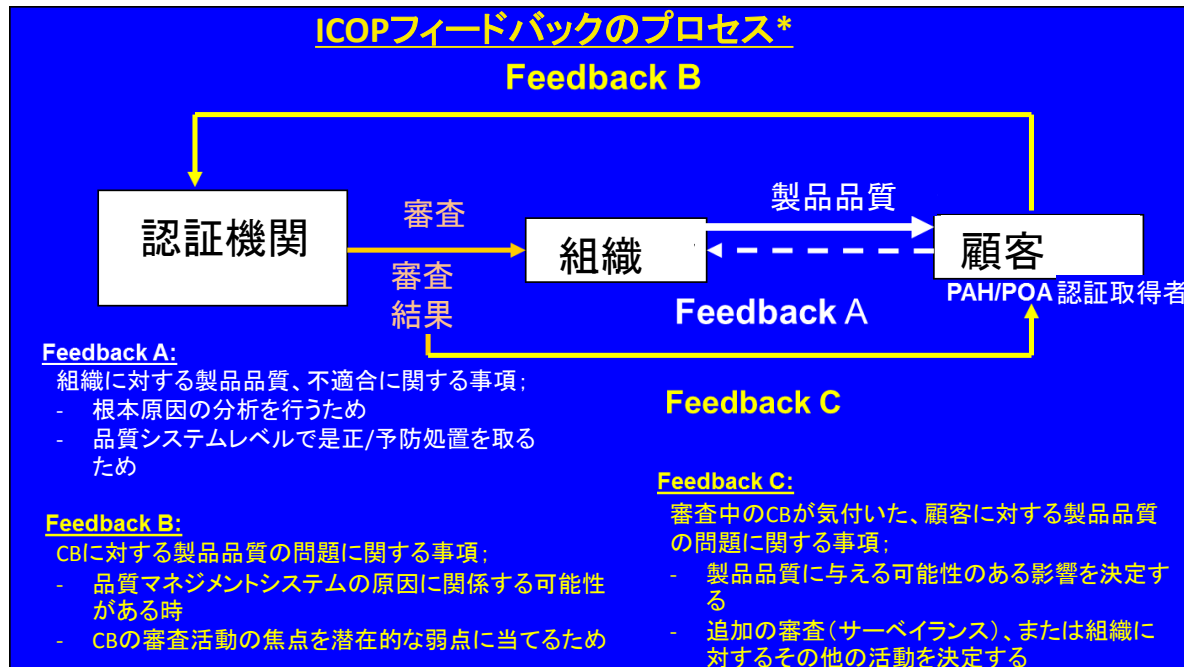 ICOPフィードバックのプロセス*
Feedback B
認証機関
審査
組織
製品品質
顧客
PAH/POA 認証取得者
審査
結果
Feedback A
Feedback A:
組織に対する製品品質、不適合に関する事項;
- 根本原因の分析を行うため
- 品質システムレベルで是正/予防処置を取る
ため
Feedback B:
CBに対する製品品質の問題に関する事項;
- 品質マネジメントシステムの原因に関係する可能性
がある時
- CBの審査活動の焦点を潜在的な弱点に当てるため
Feedback C
Feedback C:
審査中のCBが気付いた、顧客に対する製品品質
の問題に関する事項;
- 製品品質に与える可能性のある影響を決定す
る
- 追加の審査(サーベイランス)、または組織に
対するその他の活動を決定する